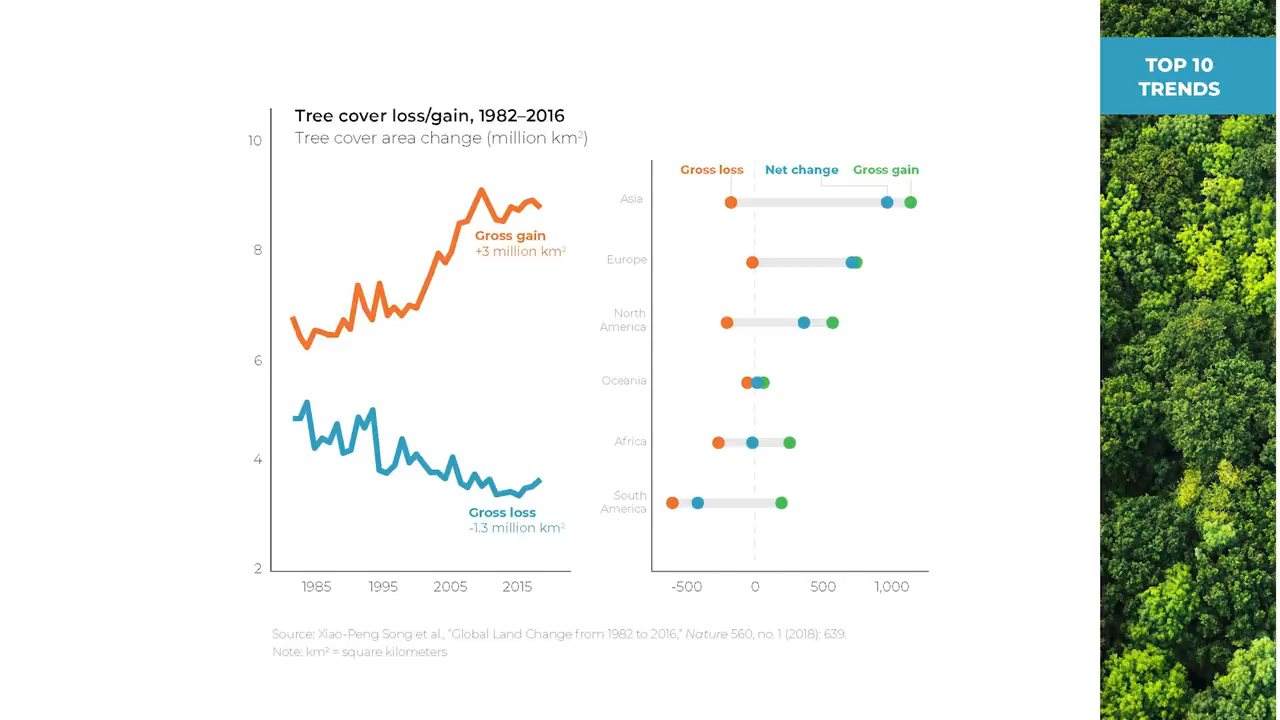 TOP 10
TRENDS
Tree cover loss/gain, 1982–2016
Tree cover area change (million km²)
10
8
6
4
2
Gross gain
+3 million km²
Gross loss
-1.3 million km²
1985 1995 2005 2015
Gross loss Net change Gross gain
Asia
Europe
North
America
Oceania
Africa
South
America
-500 0 500 1,000
Source: Xiao-Peng Song et al., "Global Land Change from 1982 to 2016," Nature 560, no. 1 (2018): 639.
Note: km² = square kilometers